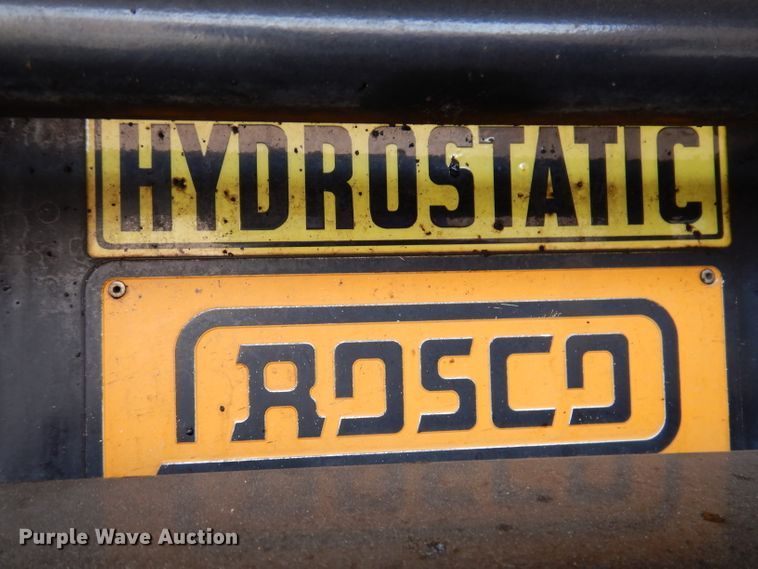 HYDROSTATIC
ROSCO
Purple Wave Auction